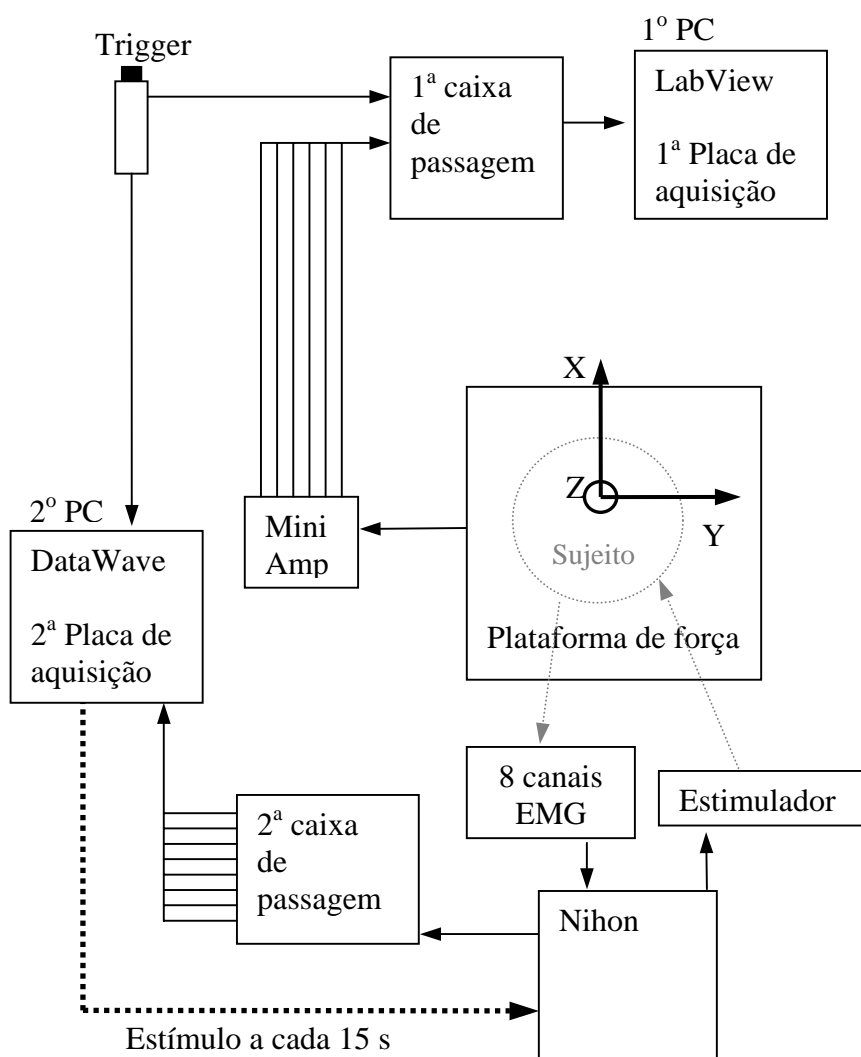 Trigger
1º PC
1ª caixa
de
passagem
LabView
1ª Placa de
aquisição
X
Z
Y
Sujeito
Plataforma de força
Mini
Amp
2º PC
DataWave
2ª Placa de
aquisição
8 canais
EMG
Estimulador
2ª caixa
de
passagem
Nihon
Estímulo a cada 15 s